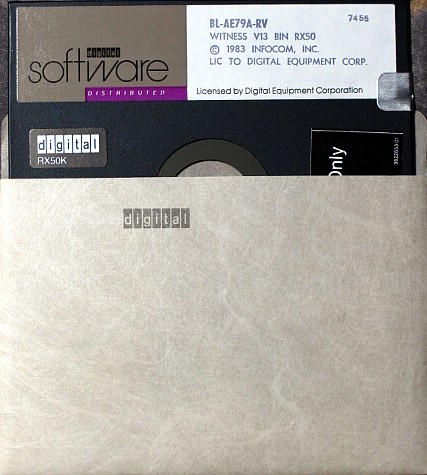 digital
software
DISTRIBUTED
BL-AE79A-RV 7455
WITNESS V13 BIN RX50
© 1983 INFOCOM, INC.
LIC TO DIGITAL EQUIPMENT CORP.
Licensed by Digital Equipment Corporation
digital
RX50K
Only
digital